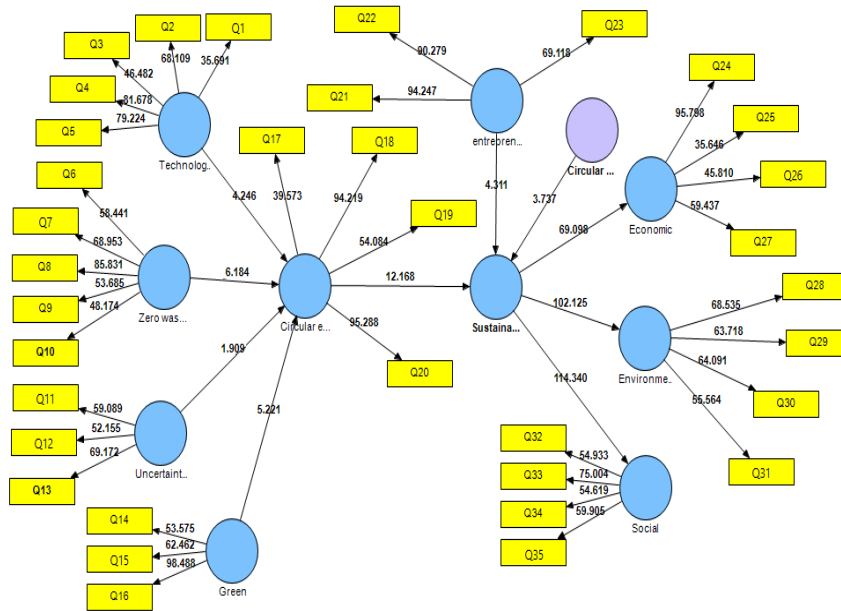 Q22
Q23
Q2
Q1
Q3
90.279
69.118
35.691
68.109
Q24
46.482
Q4
81.678
Q21
94.247
95.798
Q25
Q5
79.224
Q17
Q18
35.646
Technolog..
entrepren...
Q6
Circular ...
45.810
Q26
4.246
39.573
94.219
4.311
3.737
58.441
59.437
Q7
Q19
69.098
Economic
Q27
68.953
54.084
Q8
85.831
6.184
12.168
Q28
53.685
Q9
102.125
68.535
48.174
Zero was...
Circular e...
Sustaina...
95.288
63.718
Q29
Q10
1.909
Q20
64.091
114.340
Environme..
Q11
59.089
5.221
55.564
Q30
52.155
Q12
Q32
54.933
69.172
Q31
Uncertaint..
75.004
Q33
Q13
54.619
Q34
Q14
53.575
59.905
Social
62.462
Q35
Q15
98.488
Green
Q16